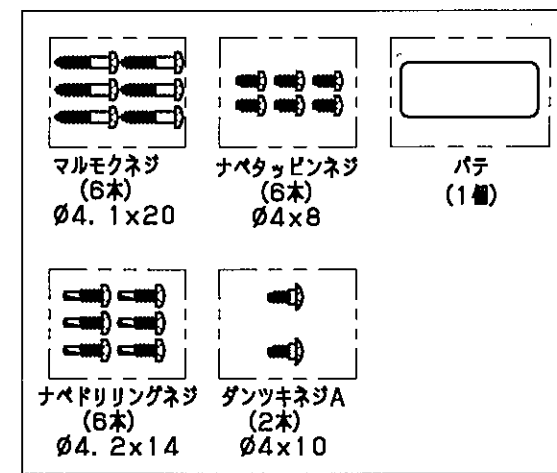 マルモクネジ
(6本)
Ø4. 1x20
ナベタッピンネジ
(6本)
Ø4x8
パテ
(1個)
ナベドリリングネジ
(6本)
Ø4. 2x14
ダンツキネジA
(2本)
Ø4x10